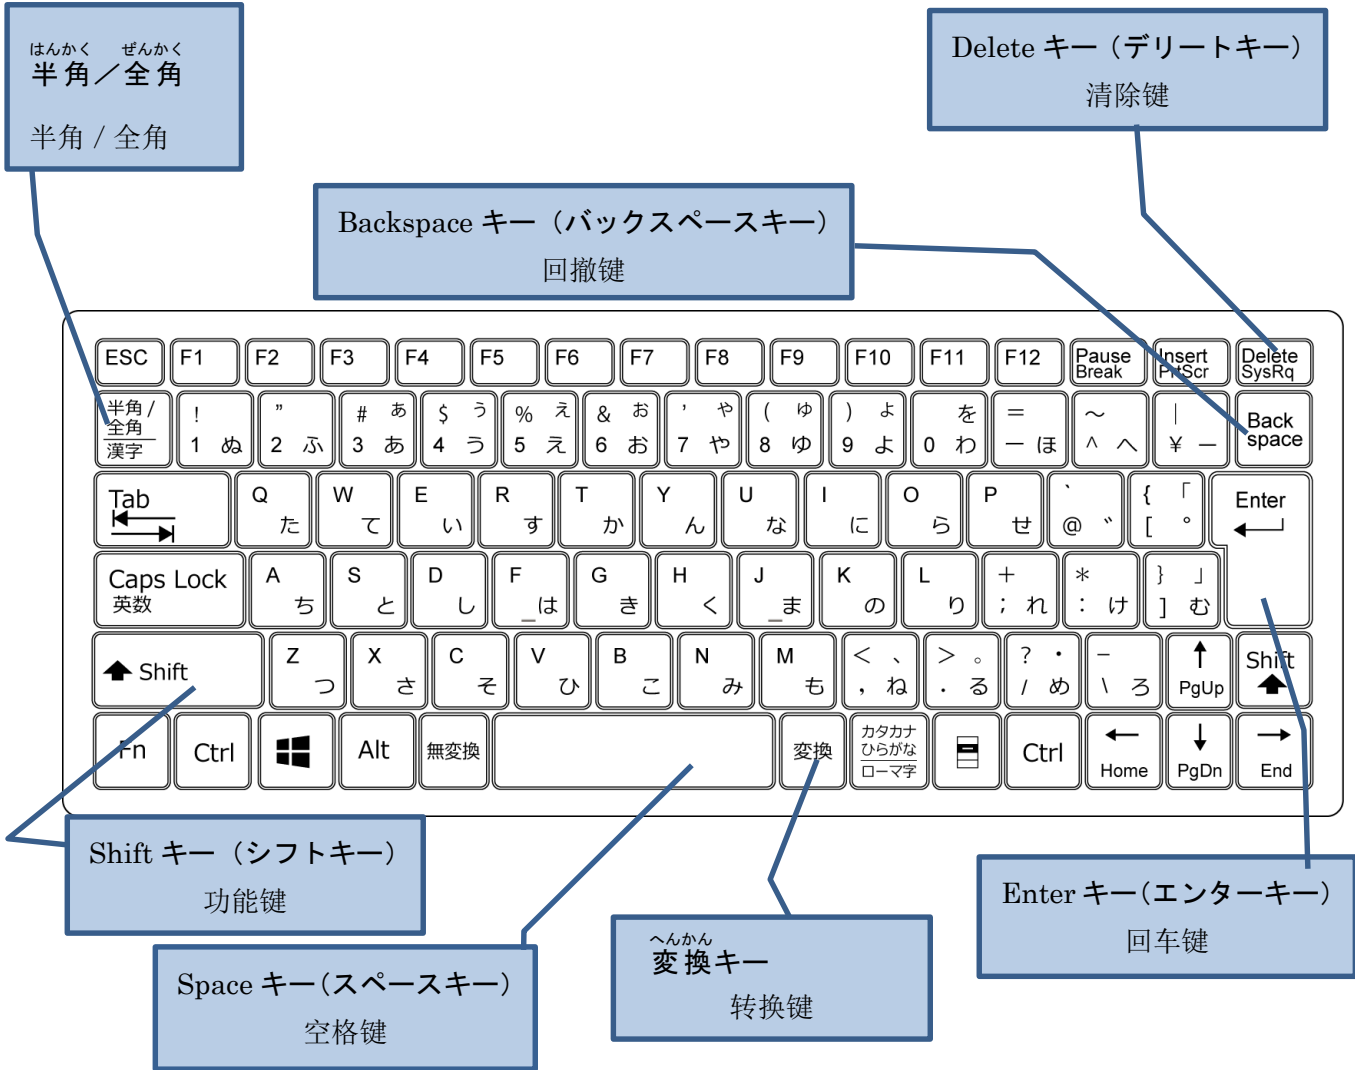 はんかく ぜんかく
半角／全角
半角 / 全角
Delete キー（デリートキー）
清除键
Backspace キー（バックスペースキー）
回撤键
ESC F1 F2 F3 F4 F5 F6 F7 F8 F9 F10 F11 F12 Pause Break Insert PrtScr Delete SysRq
半角 /
全角
漢字
! 1 ぬ
” 2 ふ
# ぁ 3 あ
$ ぅ 4 う
% ぇ 5 え
& ぉ 6 お
’ ゃ 7 や
( ゅ 8 ゆ
) ょ 9 よ
を 0 わ
= ー ほ
～ ^ へ
| ¥ ー
Back
space
Tab
Q た
W て
E い
R す
T か
Y ん
U な
I に
O ら
P せ
` @ ゛
{ 「 [ ゜
Enter
Caps Lock
英数
A ち
S と
D し
F _ は
G き
H く
J _ ま
K の
L り
+ ; れ
* : け
} 」 ] む
Shift
Z つ
X さ
C そ
V ひ
B こ
N み
M も
< 、 , ね
> 。 . る
? ・ / め
_ \ ろ
↑ PgUp
Shift
Fn Ctrl Alt 無変換 変換
カタカナ
ひらがな
ローマ字
Ctrl
← Home
↓ PgDn
→ End
Shift キー（シフトキー）
功能键
Space キー（スペースキー）
空格键
へんかん
変換キー
转换键
Enter キー（エンターキー）
回车键